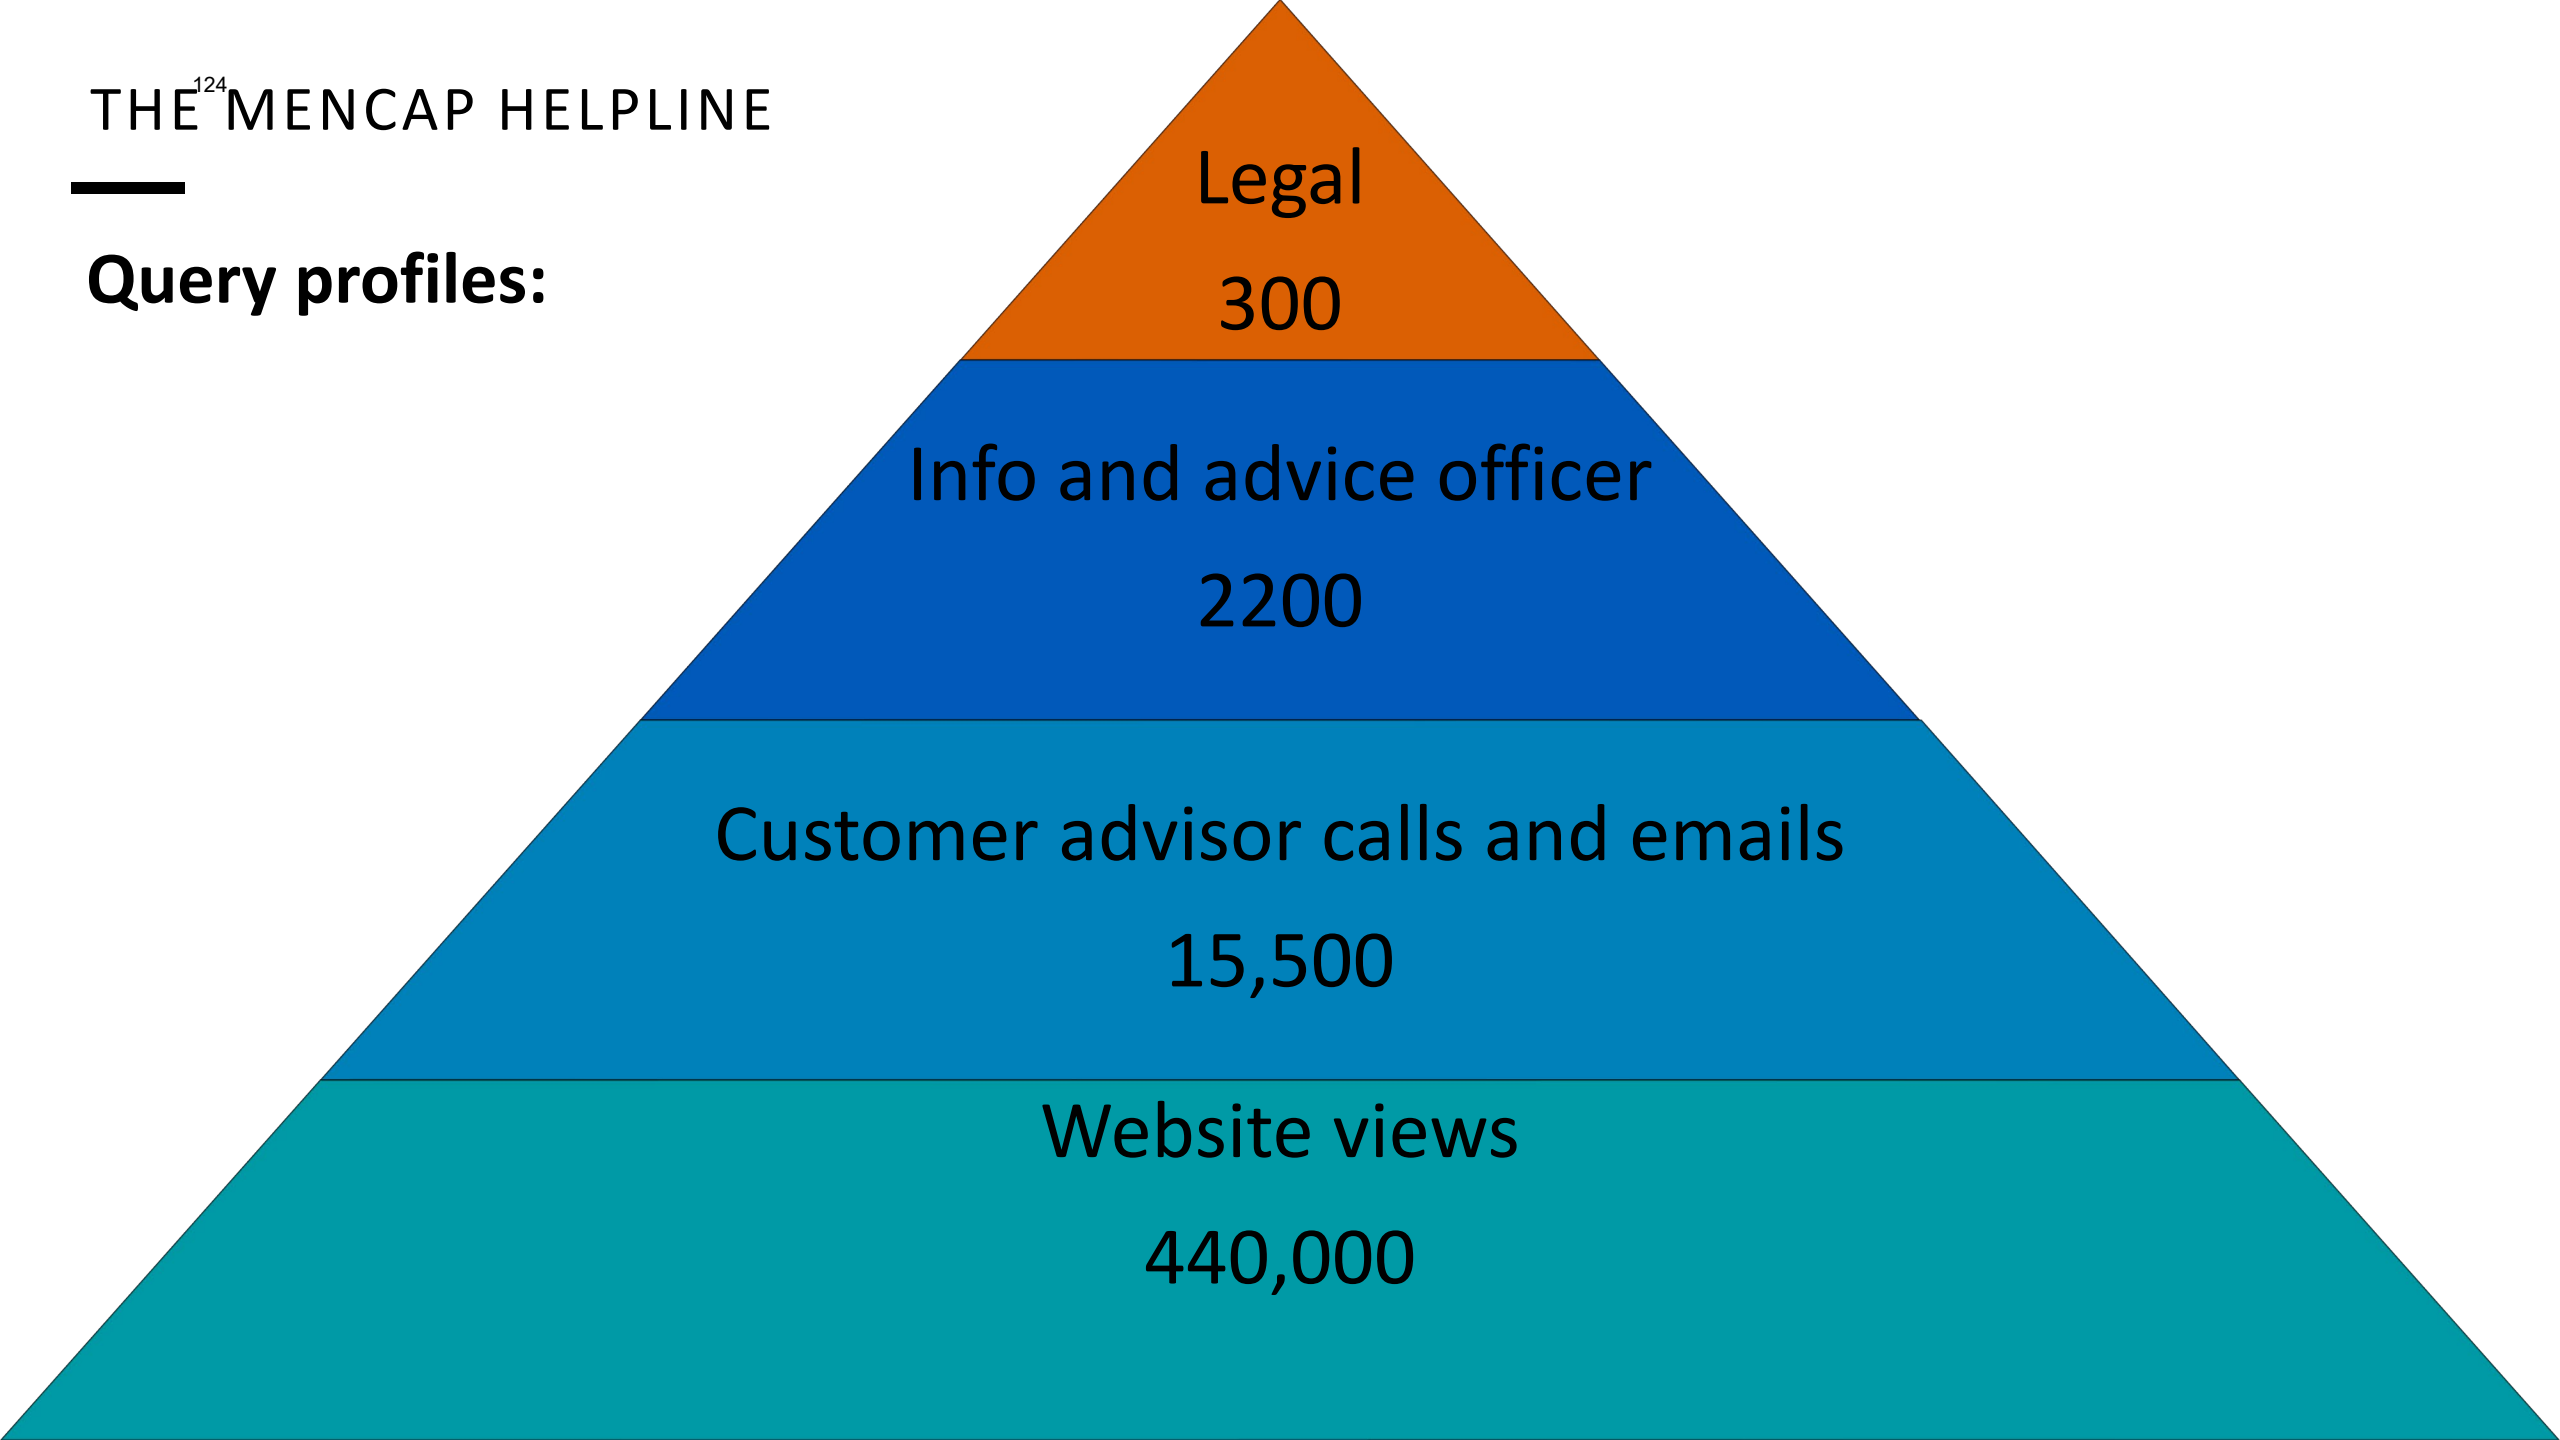 124
THE MENCAP HELPLINE
Query profiles:
Legal
300
Info and advice officer
2200
Customer advisor calls and emails
15,500
Website views
440,000